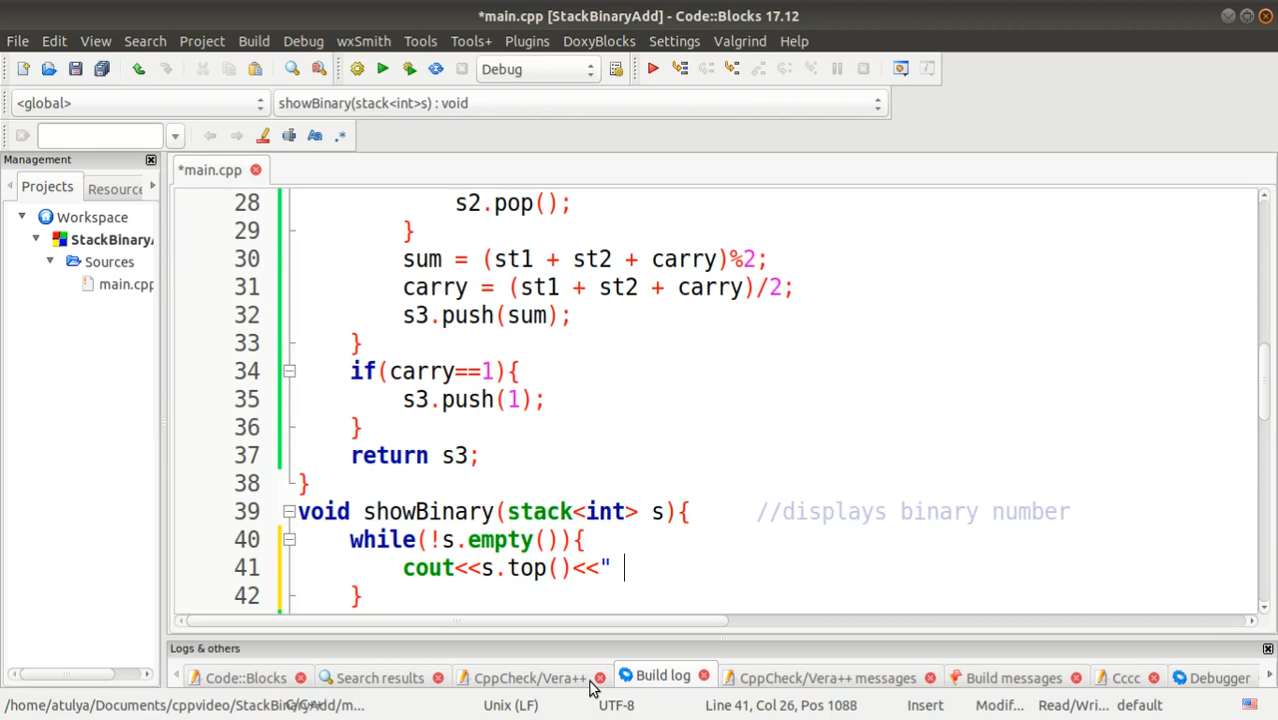 *main.cpp [StackBinaryAdd] - Code::Blocks 17.12
File Edit View Search Project Build Debug wxSmith Tools Tools+ Plugins DoxyBlocks Settings Valgrind Help
Debug
<global> showBinary(stack<int>s) : void
Management
*main.cpp
Projects Resource
Workspace
StackBinaryA
Sources
main.cpp
28 s2.pop();
29 }
30 sum = (st1 + st2 + carry)%2;
31 carry = (st1 + st2 + carry)/2;
32 s3.push(sum);
33 }
34 if(carry==1){
35 s3.push(1);
36 }
37 return s3;
38 }
39 void showBinary(stack<int> s){ //displays binary number
40 while(!s.empty()){
41 cout<<s.top()<<"
42 }
Logs & others
Code::Blocks Search results CppCheck/Vera++ Build log CppCheck/Vera++ messages Build messages Cccc Debugger
/home/atulya/Documents/cppvideo/StackBinaryAdd/m... C/C++ Unix (LF) UTF-8 Line 41, Col 26, Pos 1088 Insert Modif... Read/Wri... default